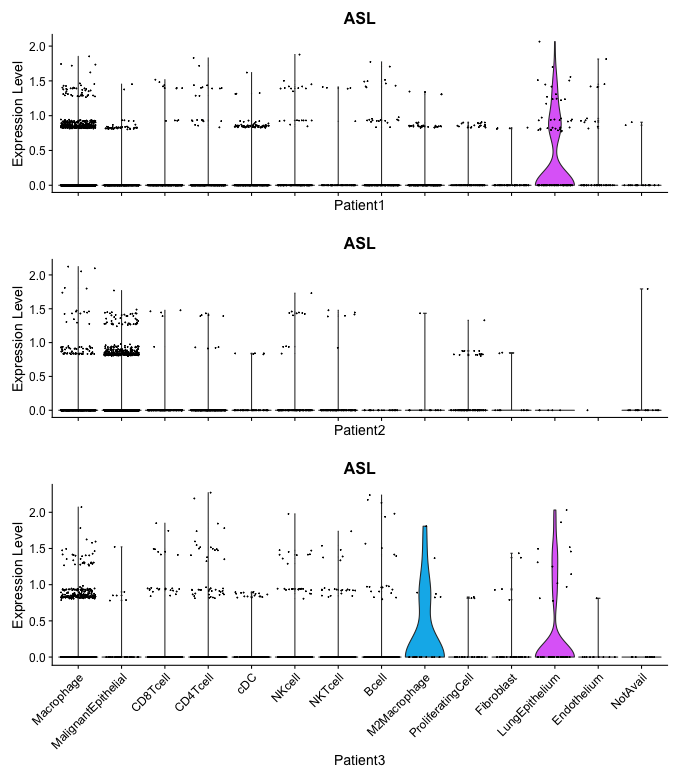 ASL
Expression Level
2.0
1.5
1.0
0.5
0.0
Patient1
ASL
Expression Level
2.0
1.5
1.0
0.5
0.0
Patient2
ASL
Expression Level
2.0
1.5
1.0
0.5
0.0
Macrophage
MalignantEpithelial
CD8Tcell
CD4Tcell
cDC
NKcell
NKTcell
Bcell
M2Macrophage
ProliferatingCell
Fibroblast
LungEpithelium
Endothelium
NotAvail
Patient3